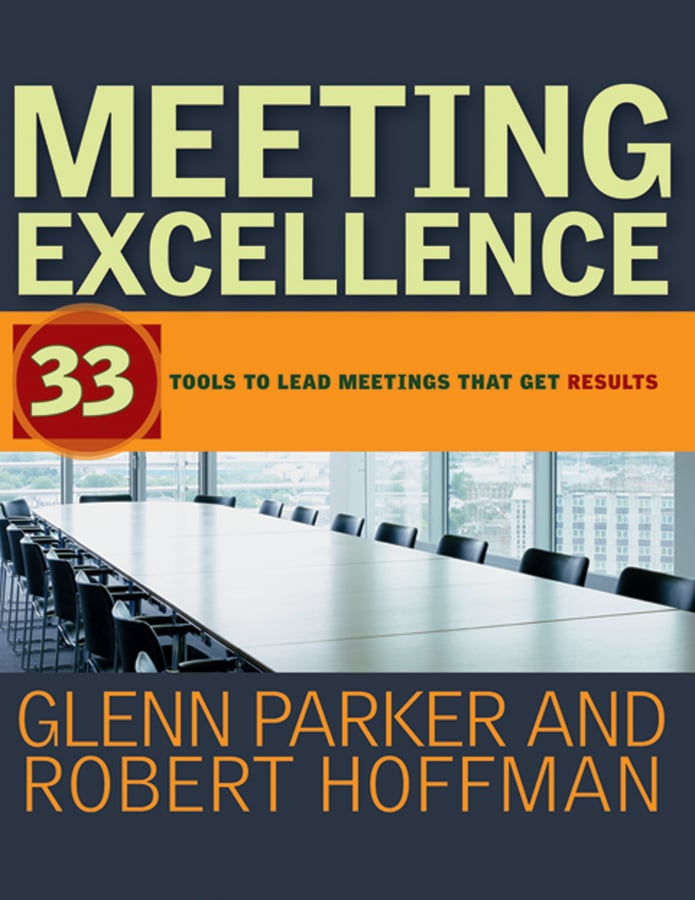 MEETING
EXCELLENCE
33 TOOLS TO LEAD MEETINGS THAT GET RESULTS
GLENN PARKER AND
ROBERT HOFFMAN